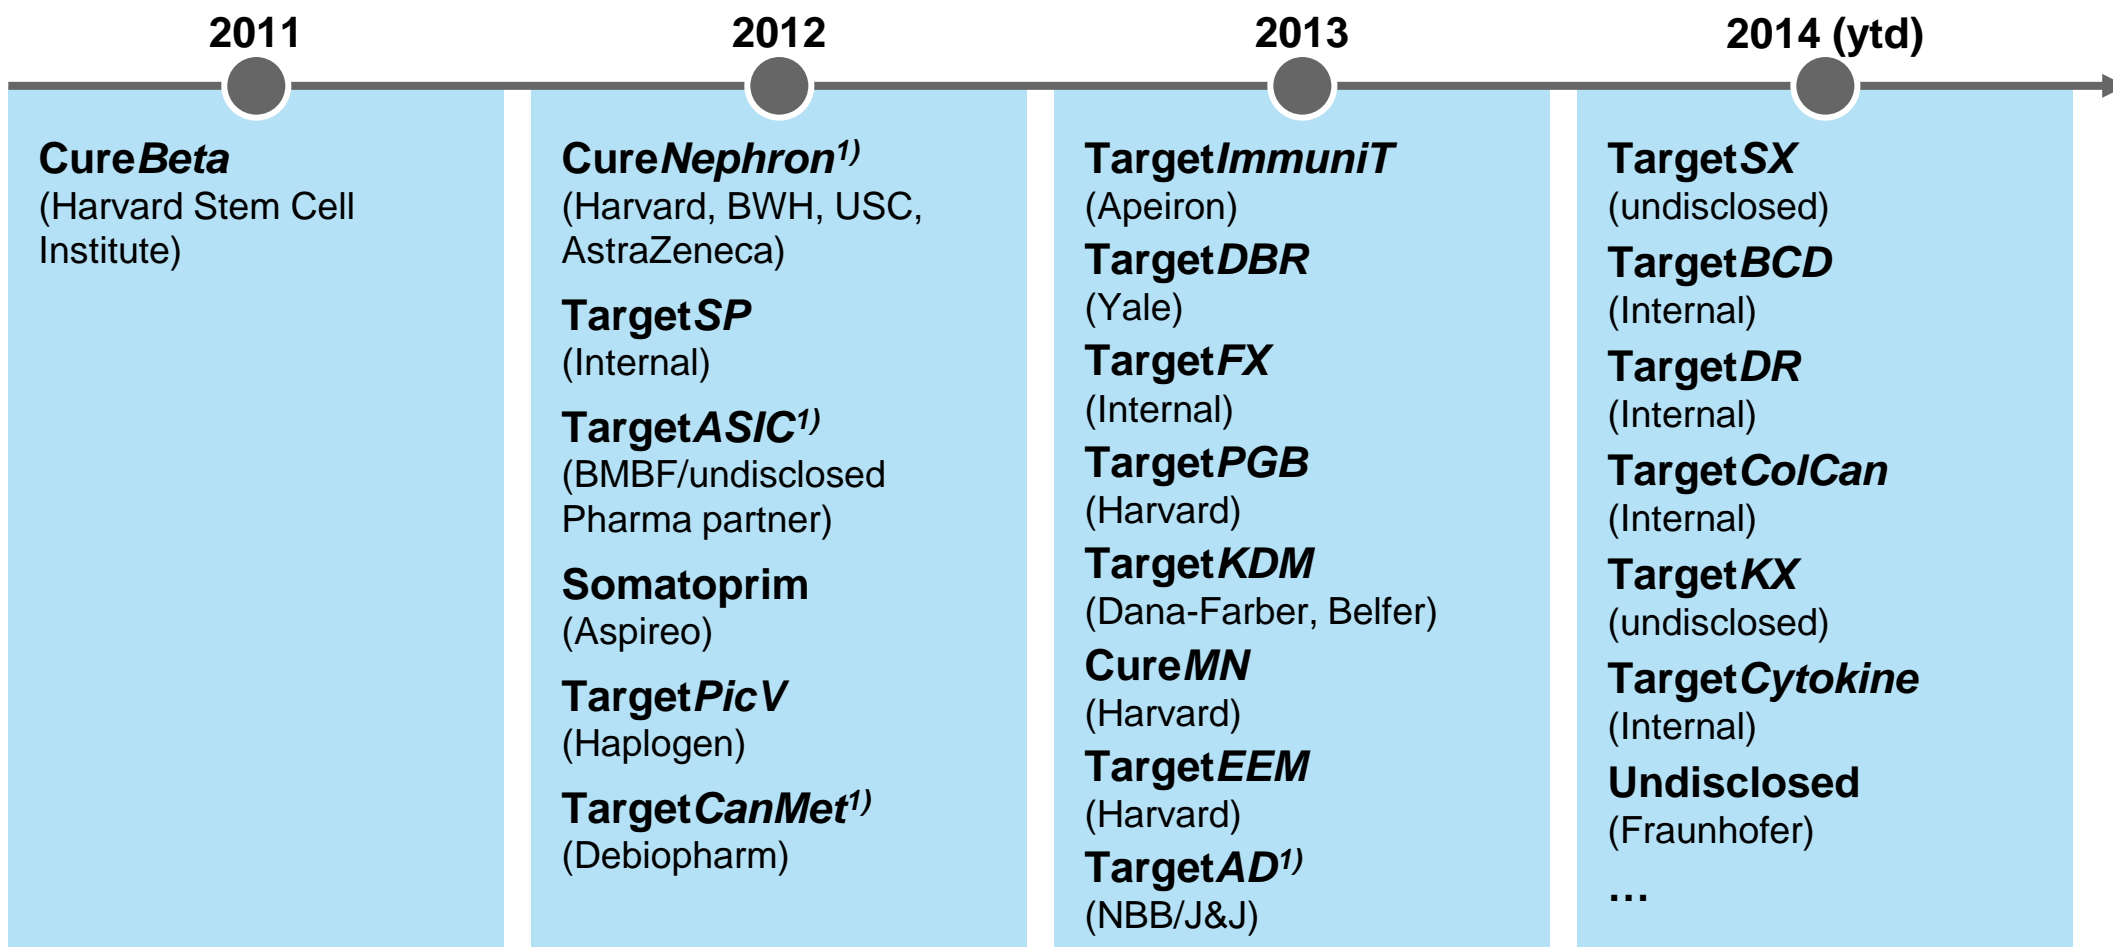 2011
CureBeta
(Harvard Stem Cell
Institute)
2012
CureNephron1)
(Harvard, BWH, USC,
AstraZeneca)
TargetSP
(Internal)
TargetASIC1)
(BMBF/undisclosed
Pharma partner)
Somatoprim
(Aspireo)
TargetPicV
(Haplogen)
TargetCanMet1)
(Debiopharm)
2013
TargetImmuniT
(Apeiron)
TargetDBR
(Yale)
TargetFX
(Internal)
TargetPGB
(Harvard)
TargetKDM
(Dana-Farber, Belfer)
CureMN
(Harvard)
TargetEEM
(Harvard)
TargetAD1)
(NBB/J&J)
2014 (ytd)
TargetSX
(undisclosed)
TargetBCD
(Internal)
TargetDR
(Internal)
TargetColCan
(Internal)
TargetKX
(undisclosed)
TargetCytokine
(Internal)
Undisclosed
(Fraunhofer)
…